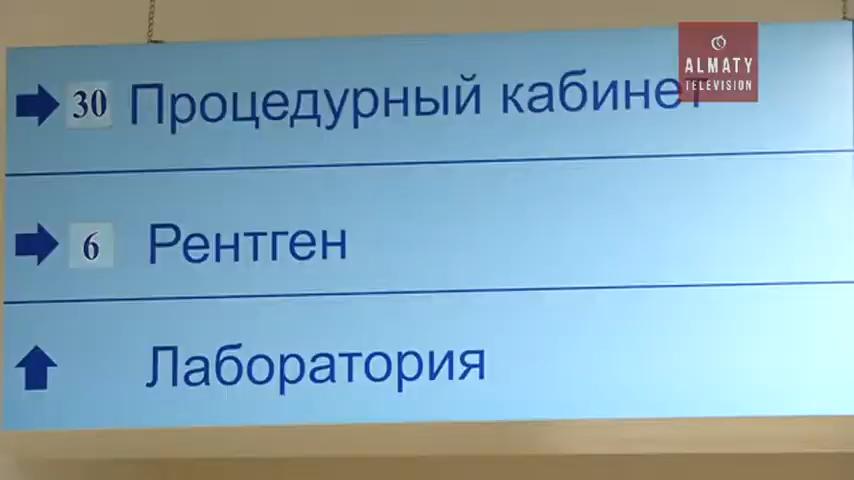 30 Процедурный кабинет
6 Рентген
Лаборатория
ALMATY
TELEVISION